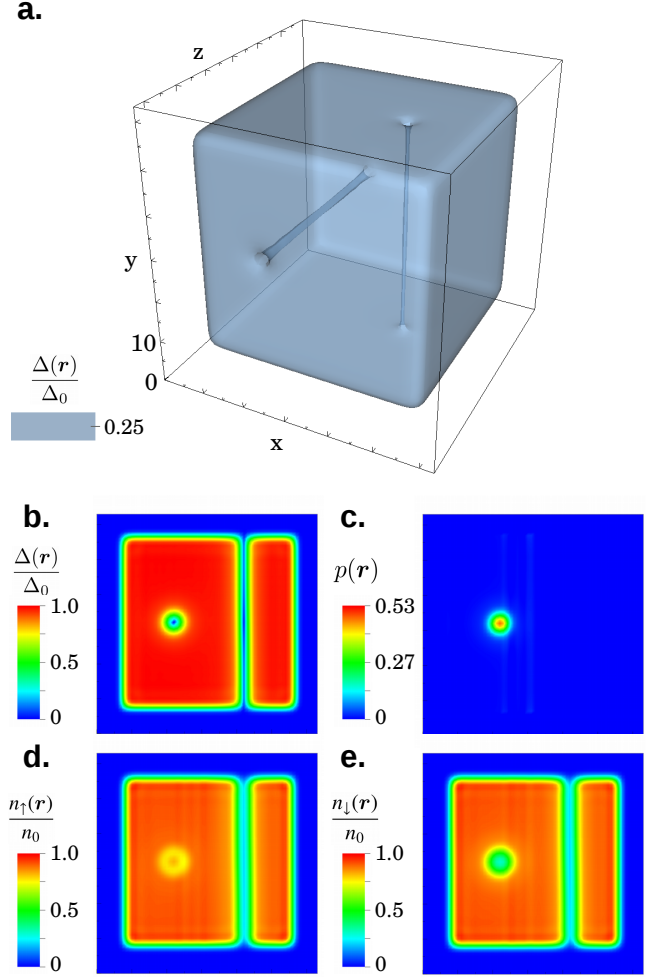 a.
z
y
10
0
x
Δ(r)
Δ₀
0.25
b.
Δ(r)
Δ₀
1.0
0.5
0
c.
p(r)
0.53
0.27
0
d.
n↑(r)
n₀
1.0
0.5
0
e.
n↓(r)
n₀
1.0
0.5
0